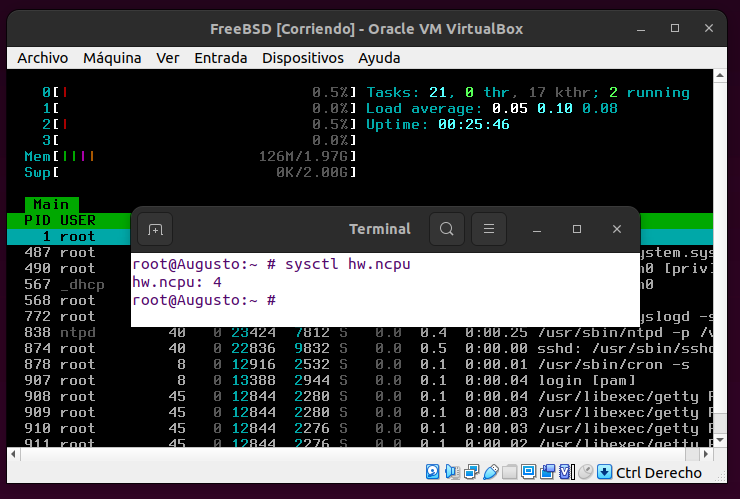 FreeBSD [Corriendo] - Oracle VM VirtualBox
Archivo Máquina Ver Entrada Dispositivos Ayuda
0[| 0.5%] Tasks: 21, 0 thr, 17 kthr; 2 running
1[ 0.0%] Load average: 0.05 0.10 0.08
2[| 0.5%] Uptime: 00:25:46
3[ 0.0%]
Mem[|||| 126M/1.97G]
Swp[ 0K/2.00G]
Main
PID USER
1 root
Terminal
root@Augusto:~ # sysctl hw.ncpu
hw.ncpu: 4
root@Augusto:~ #
487 root ystem.sys
490 root n0 [priv]
567 _dhcp n0
568 root
772 root yslogd -s
838 ntpd 40 0 23424 7812 S 0.0 0.4 0:00.25 /usr/sbin/ntpd -p /v
874 root 40 0 22836 9832 S 0.0 0.5 0:00.00 sshd: /usr/sbin/sshd
878 root 8 0 12916 2532 S 0.0 0.1 0:00.01 /usr/sbin/cron -s
907 root 8 0 13388 2944 S 0.0 0.1 0:00.04 login [pam]
908 root 45 0 12844 2280 S 0.0 0.1 0:00.04 /usr/libexec/getty P
909 root 45 0 12844 2280 S 0.0 0.1 0:00.03 /usr/libexec/getty P
910 root 45 0 12844 2276 S 0.0 0.1 0:00.03 /usr/libexec/getty P
911 root 45 0 12844 2276 S 0.0 0.1 0:00.02 /usr/libexec/getty P
Ctrl Derecho